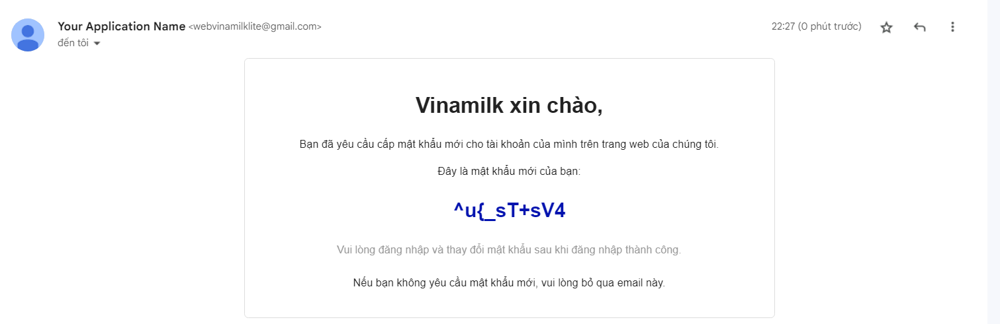 Your Application Name <webvinamilklite@gmail.com>
22:27 (0 phút trước)
đến tôi
Vinamilk xin chào,
Bạn đã yêu cầu cấp mật khẩu mới cho tài khoản của mình trên trang web của chúng tôi.
Đây là mật khẩu mới của bạn:
^u{_sT+sV4
Vui lòng đăng nhập và thay đổi mật khẩu sau khi đăng nhập thành công.
Nếu bạn không yêu cầu mật khẩu mới, vui lòng bỏ qua email này.